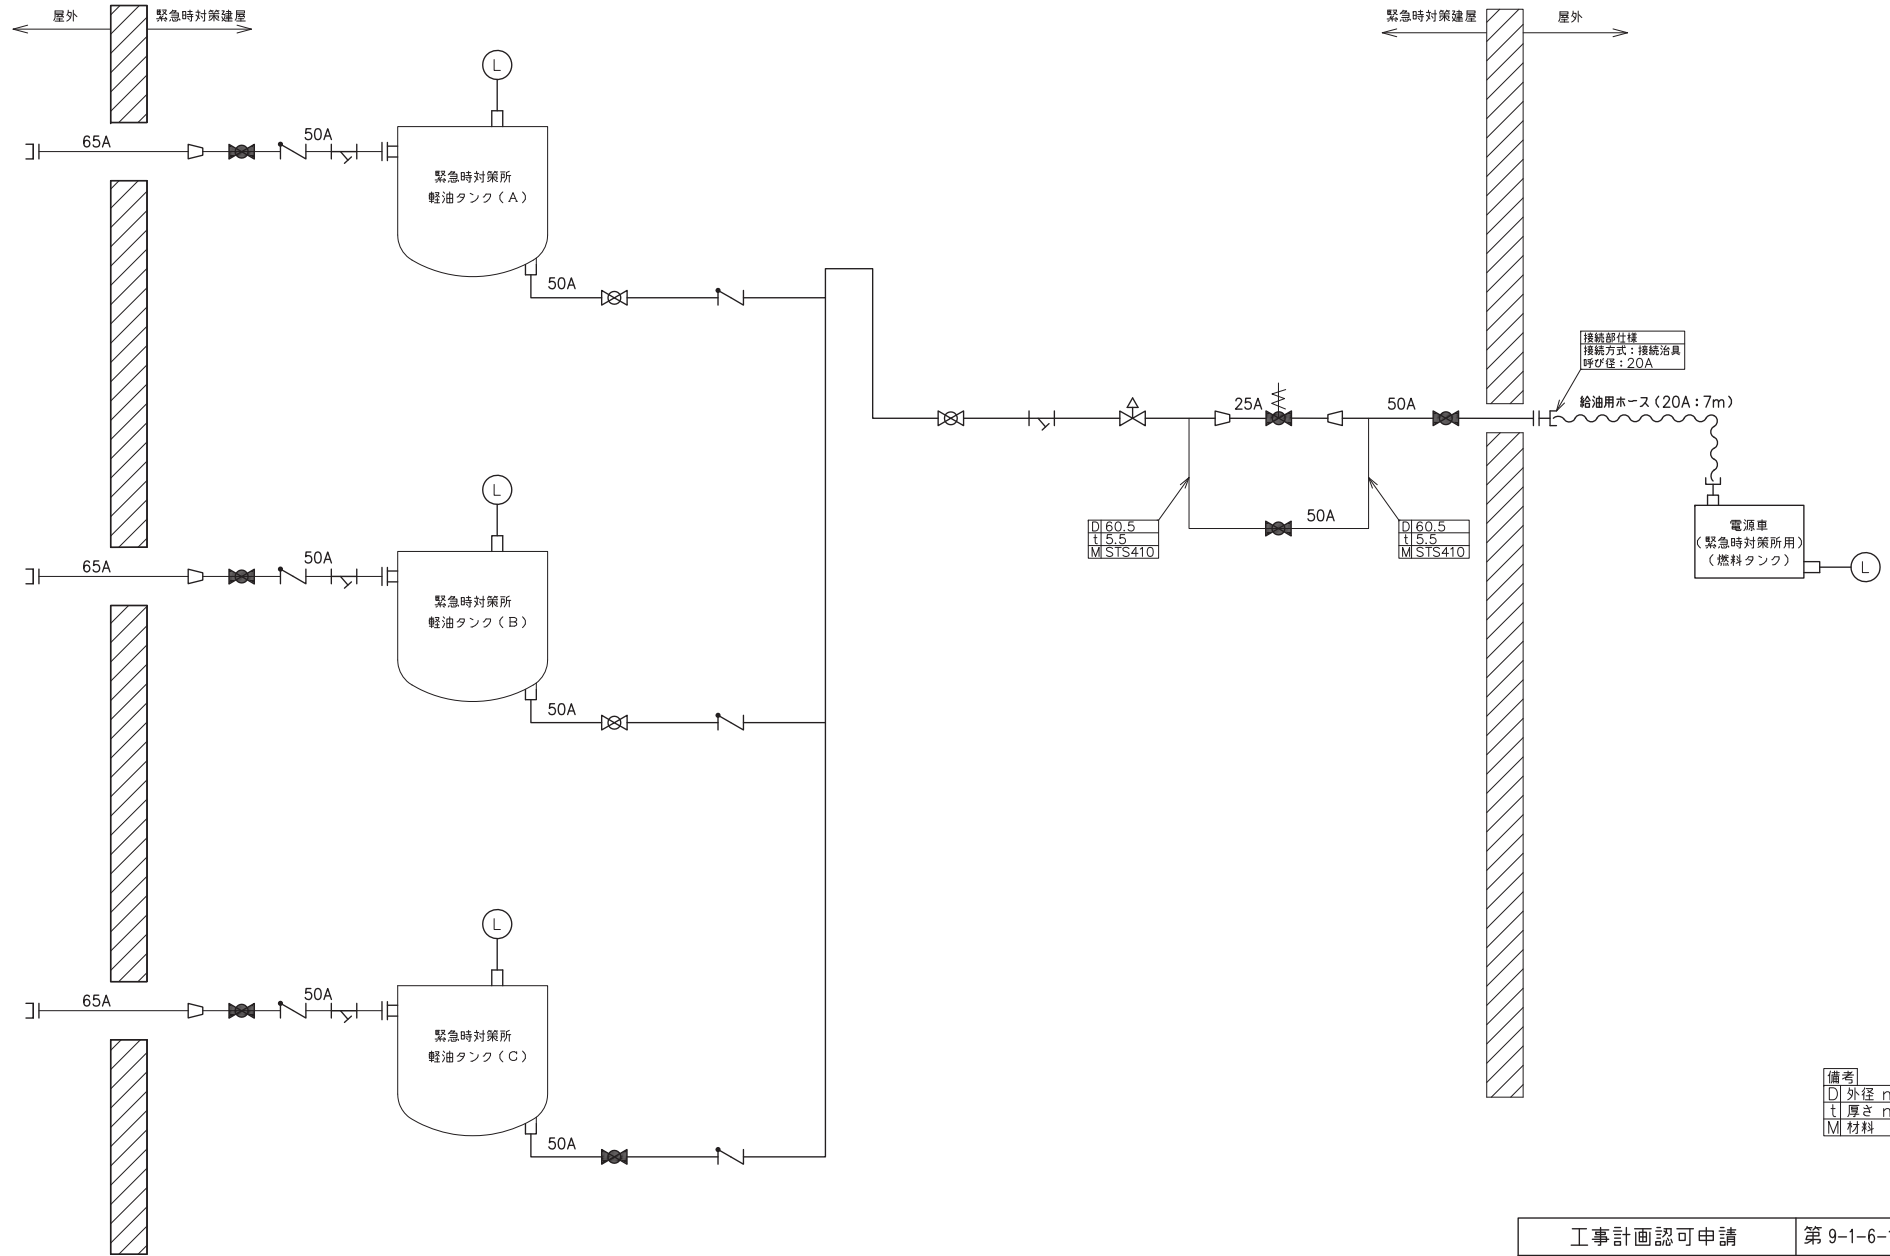 屋外
緊急時対策建屋
緊急時対策建屋
屋外
L
65A
50A
緊急時対策所
軽油タンク（A）
50A
接続部仕様
接続方式：接続治具
呼び径：20A
25A
50A
給油用ホース（20A：7m）
L
D 60.5
t 5.5
M STS410
50A
D 60.5
t 5.5
M STS410
電源車
（緊急時対策所用）
（燃料タンク）
L
65A
50A
緊急時対策所
軽油タンク（B）
50A
L
65A
50A
緊急時対策所
軽油タンク（C）
50A
備考
D 外径
t 厚さ
M 材料
工事計画認可申請
第 9-1-6-